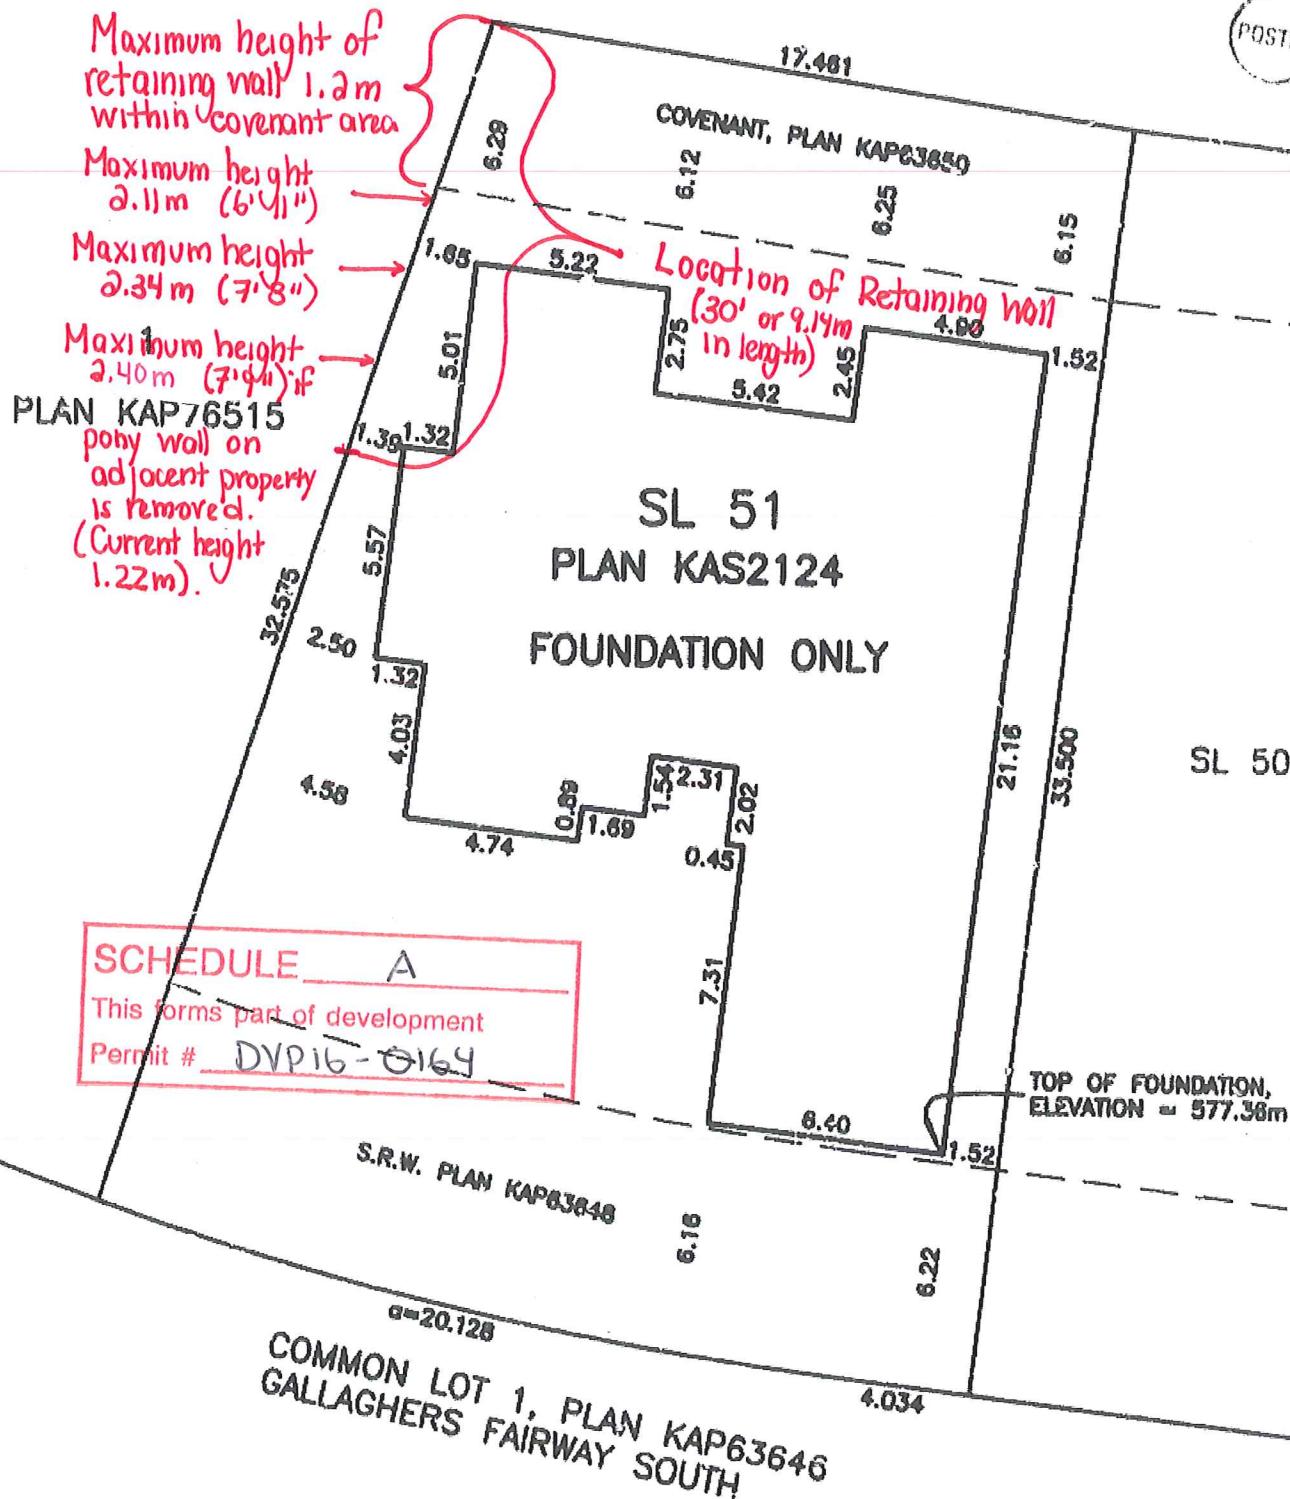 Maximum height of
retaining wall 1.2m
within covenant area
Maximum height
2.11m (6'11")
Maximum height
2.34m (7'8")
Maximum height
2.40m (7'9") if
pony wall on
adjacent property
is removed.
(Current height
1.22m).
1
PLAN KAP76515
17.461
COVENANT, PLAN KAP63650
6.29
6.12
6.25
6.15
1.65
5.22
Location of Retaining Wall
(30' or 9.14m
in length)
2.75
5.42
2.45
4.90
1.52
5.01
1.39
1.32
SL 51
PLAN KAS2124
FOUNDATION ONLY
5.57
32.575
2.50
1.32
4.03
4.58
4.74
0.89
1.69
1.54
2.31
2.02
0.45
7.31
21.16
33.500
SL 50
SCHEDULE A
This forms part of development
Permit # DVP16-0164
TOP OF FOUNDATION,
ELEVATION = 577.36m
6.40
1.52
S.R.W. PLAN KAP63648
6.16
6.22
a=20.128
4.034
COMMON LOT 1, PLAN KAP63646
GALLAGHERS FAIRWAY SOUTH